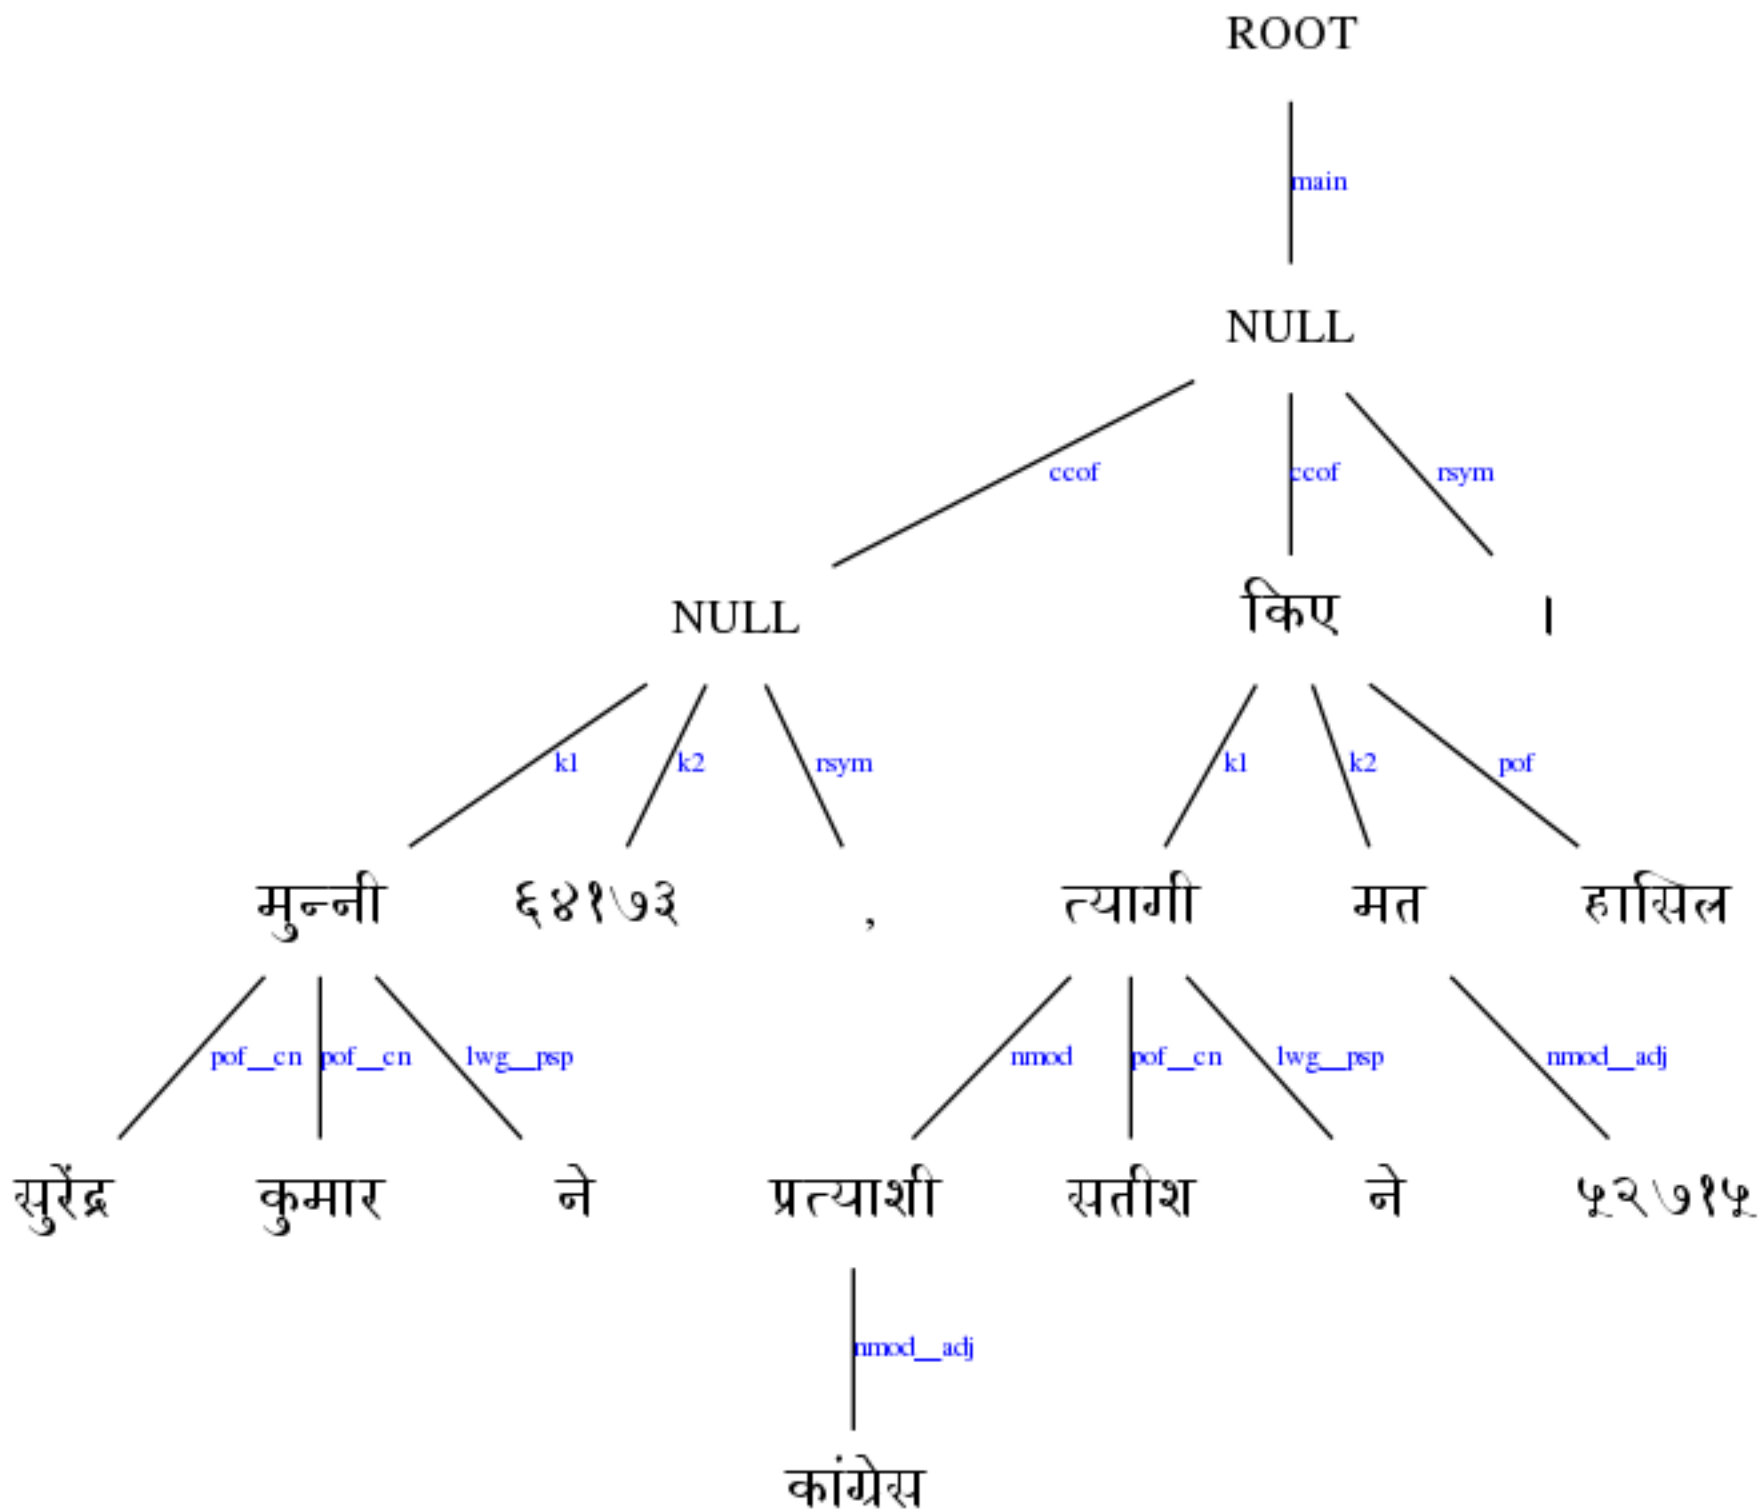 ROOT
main
NULL
ccof ccof rsym
NULL किए ।
k1 k2 rsym k1 k2 pof
मुन्नी ६४१७३ , त्यागी मत हासिल
pof__cn pof__cn lwg__psp nmod pof__cn lwg__psp nmod__adj
सुरेंद्र कुमार ने प्रत्याशी सतीश ने ५२७१५
nmod__adj
कांग्रेस